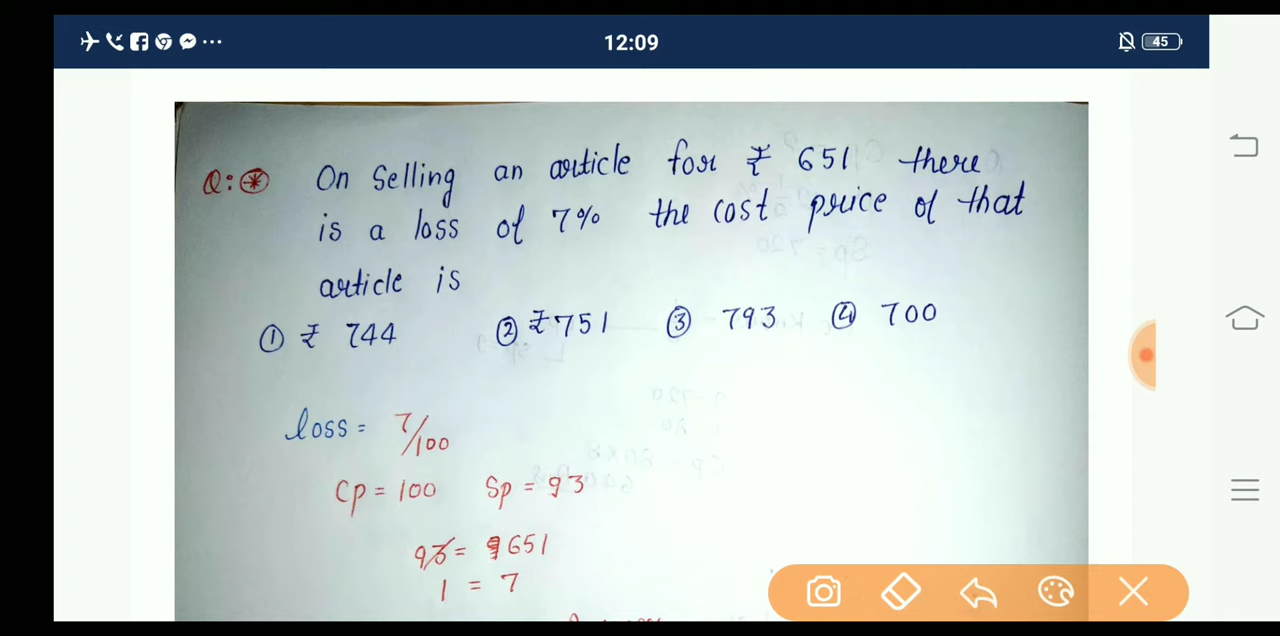 12:09
45
Q: On Selling an article for ₹ 651 there
is a loss of 7% the cost price of that
article is
① ₹ 744 ② ₹751 ③ 793 ④ 700
loss = 7/100
Cp = 100 Sp = 93
93 = 651
1 = 7